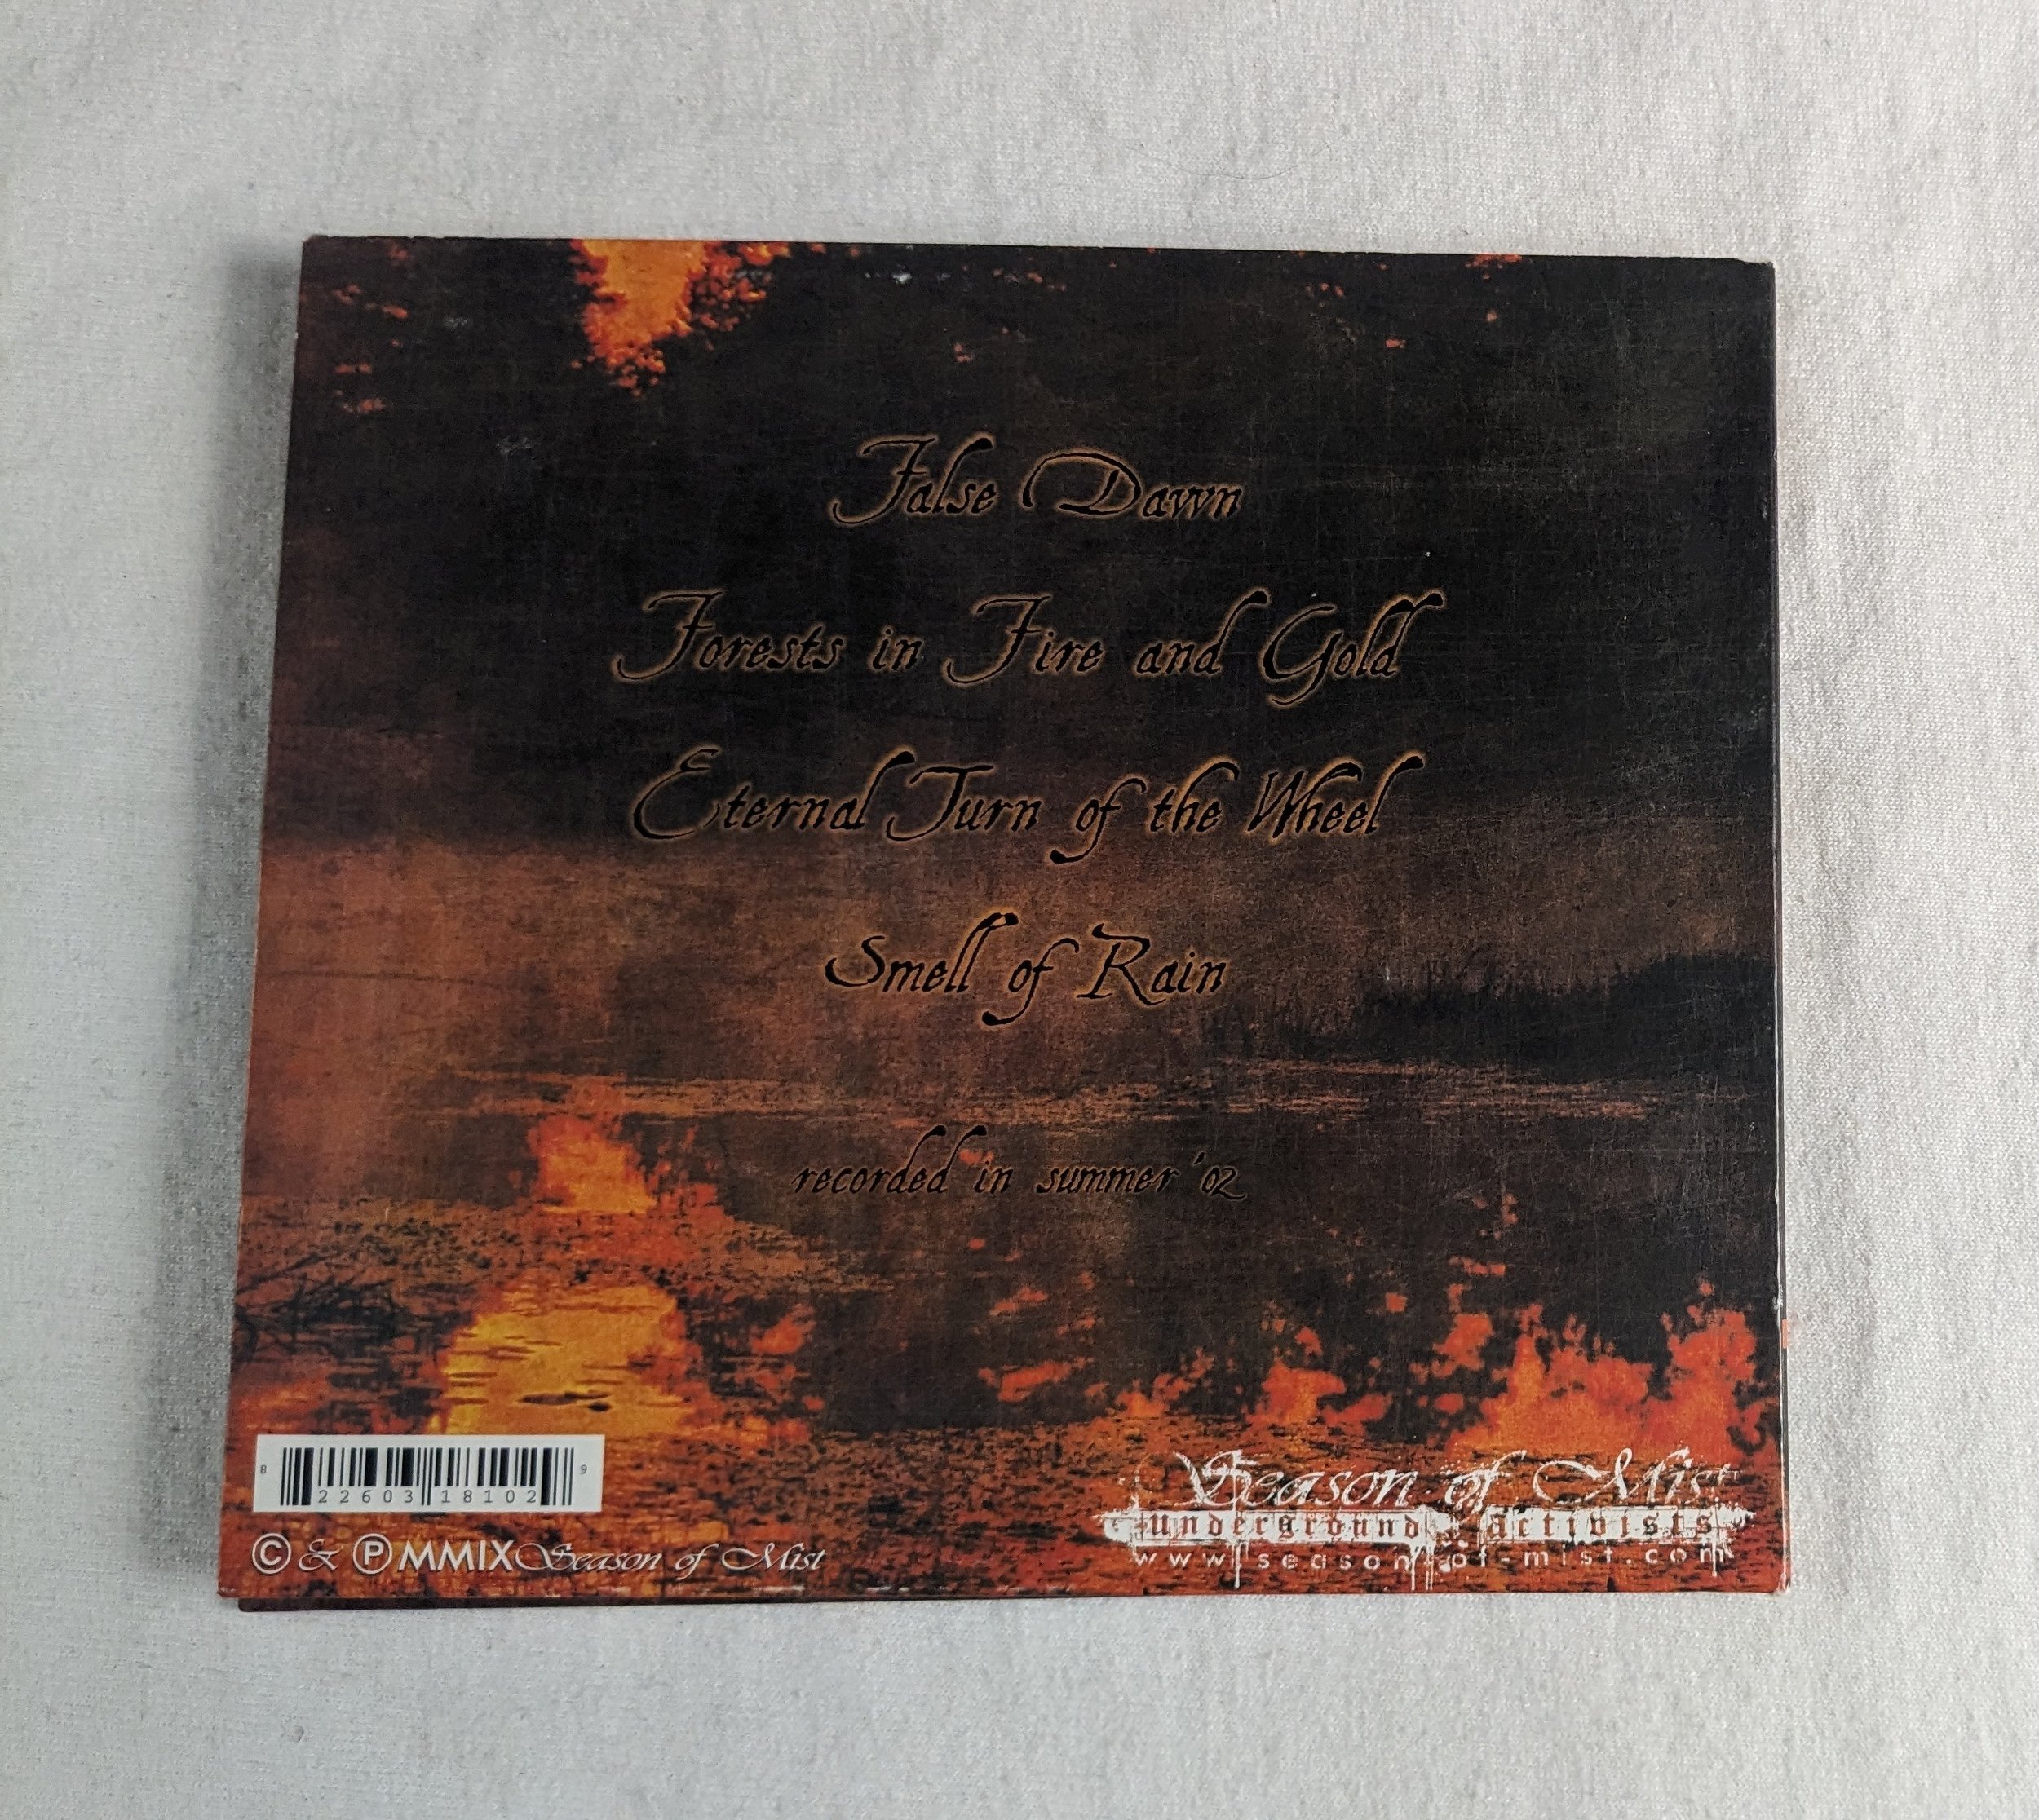 False Dawn
Forests in Fire and Gold
Eternal Turn of the Wheel
Smell of Rain
recorded in summer '02
8 22603 18102 9
© & ℗ MMIX Season of Mist
Season of Mist
underground activists
www.season-of-mist.com